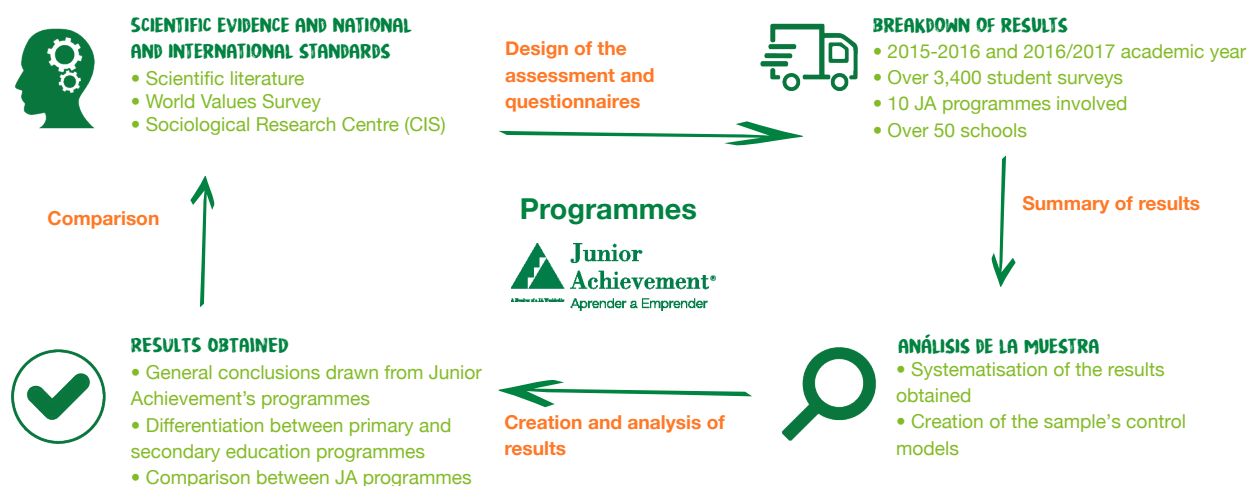 SCIENTIFIC EVIDENCE AND NATIONAL
AND INTERNATIONAL STANDARDS
• Scientific literature
• World Values Survey
• Sociological Research Centre (CIS)
Design of the
assessment and
questionnaires
BREAKDOWN OF RESULTS
• 2015-2016 and 2016/2017 academic year
• Over 3,400 student surveys
• 10 JA programmes involved
• Over 50 schools
Comparison
Programmes
Junior
Achievement®
A Member of JA Worldwide
Aprender a Emprender
Summary of results
RESULTS OBTAINED
• General conclusions drawn from Junior
Achievement's programmes
• Differentiation between primary and
secondary education programmes
• Comparison between JA programmes
Creation and analysis of
results
ANÁLISIS DE LA MUESTRA
• Systematisation of the results
obtained
• Creation of the sample's control
models